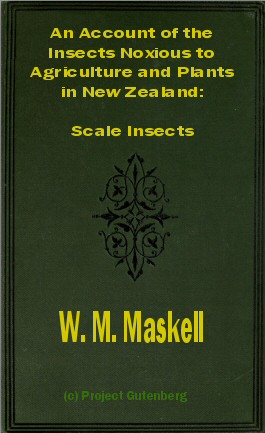 An Account of the
Insects Noxious to
Agriculture and Plants
in New Zealand:
Scale Insects
W. M. Maskell
(c) Project Gutenberg